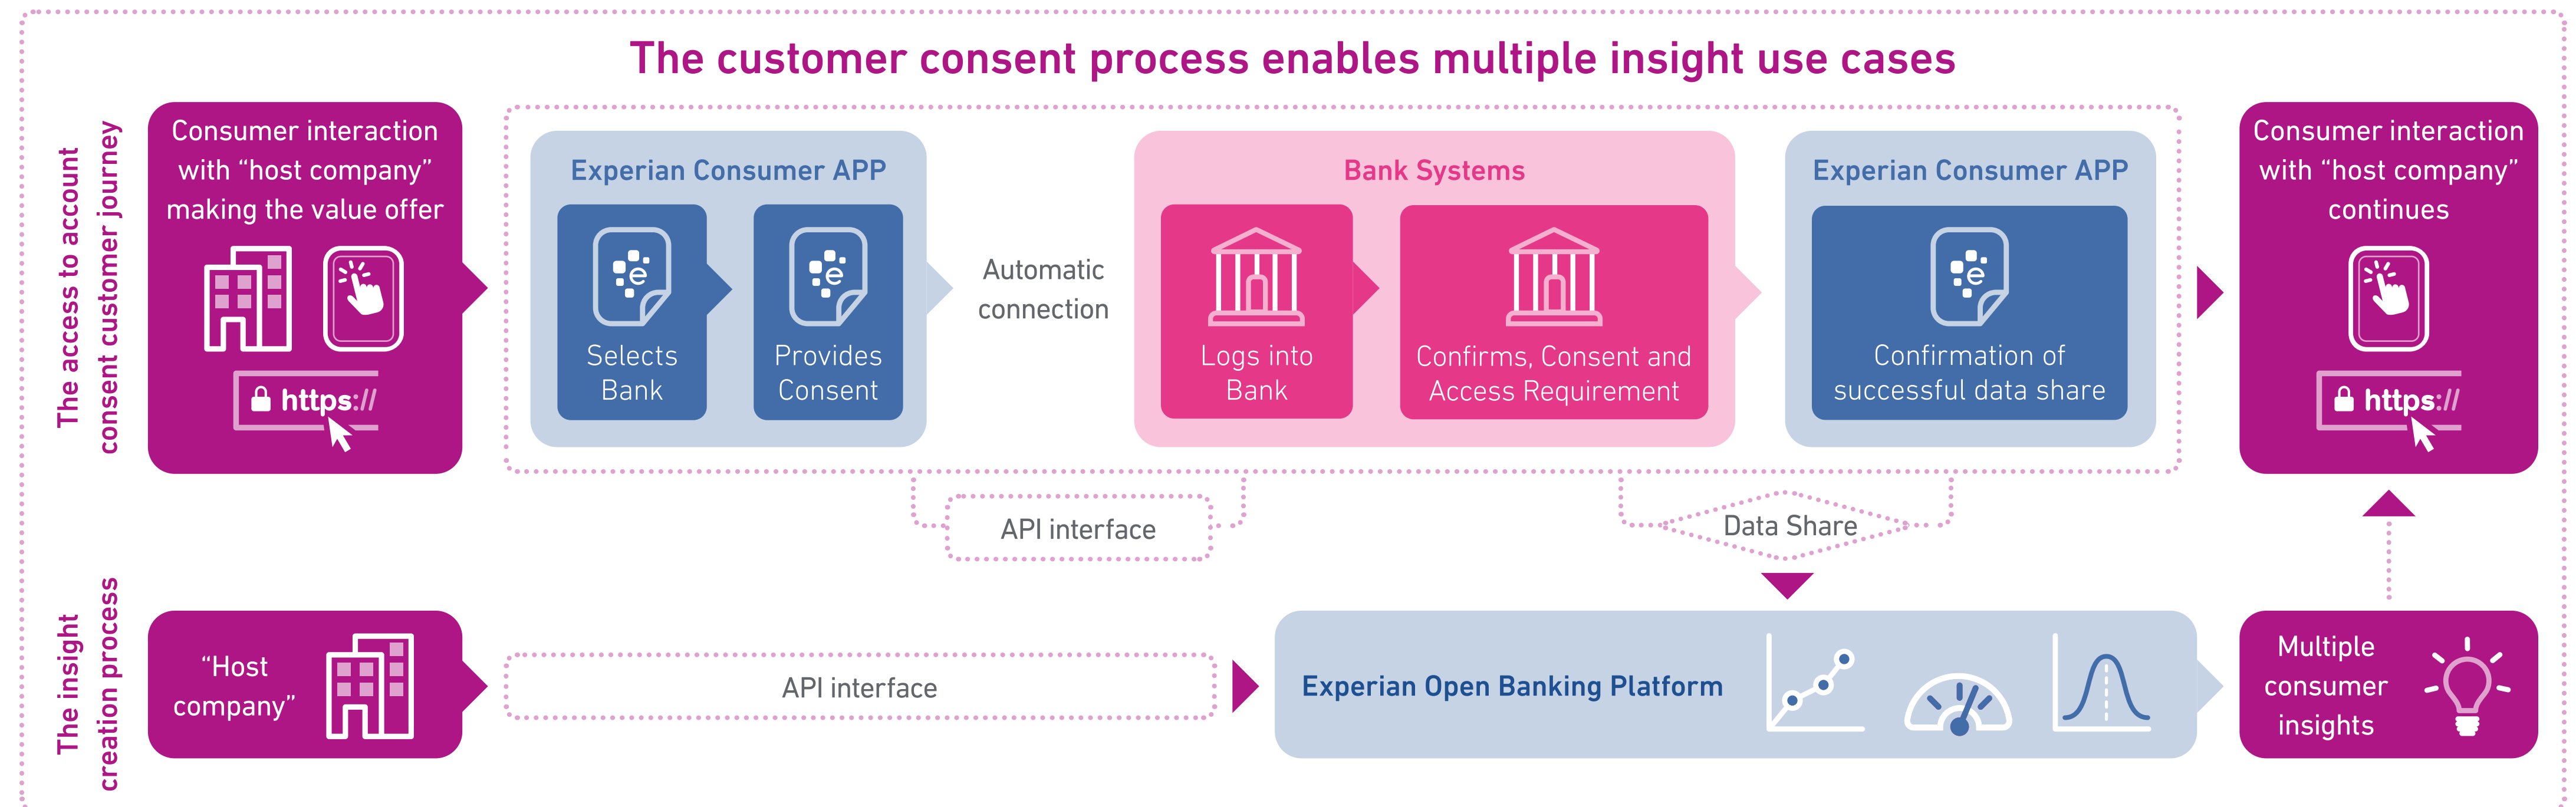 The customer consent process enables multiple insight use cases
The access to account
consent customer journey
Consumer interaction
with “host company”
making the value offer
https://
Experian Consumer APP
e
Selects
Bank
e
Provides
Consent
Automatic
connection
Bank Systems
Logs into
Bank
Confirms, Consent and
Access Requirement
Experian Consumer APP
e
Confirmation of
successful data share
Consumer interaction
with “host company”
continues
https://
API interface
Data Share
The insight
creation process
“Host
company”
API interface
Experian Open Banking Platform
Multiple
consumer
insights